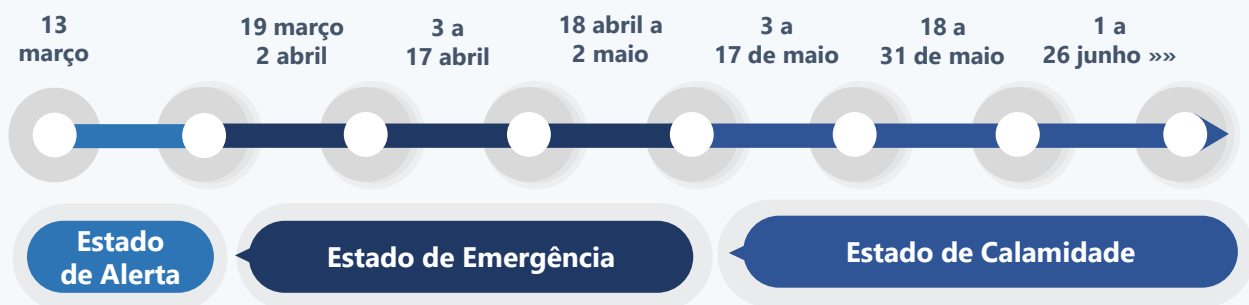 13
março
19 março
2 abril
3 a
17 abril
18 abril a
2 maio
3 a
17 de maio
18 a
31 de maio
1 a
26 junho »»
Estado
de Alerta
Estado de Emergência
Estado de Calamidade